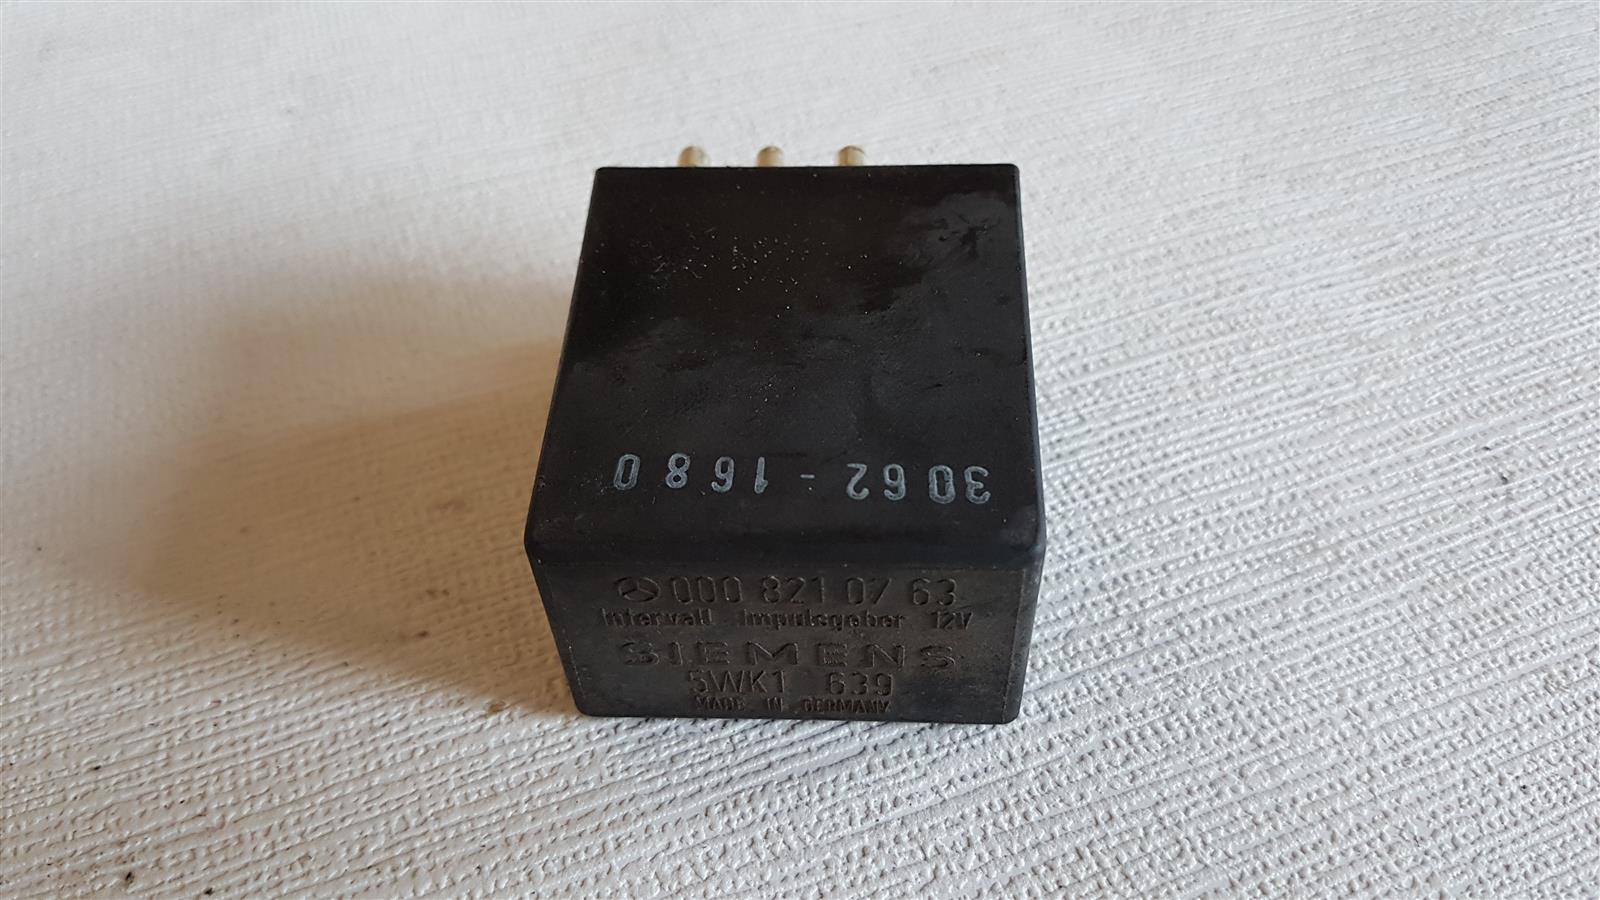 3062-1680
000 821 07 63
Intervall Impulsgeber 12V
SIEMENS
5WK1 639
MADE IN GERMANY